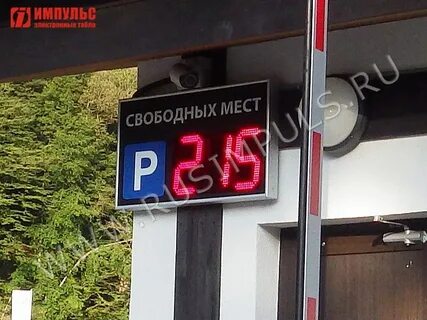 ИМПУЛЬС
электронные табло
СВОБОДНЫХ МЕСТ
P 215
WWW.RUSIMPULS.RU